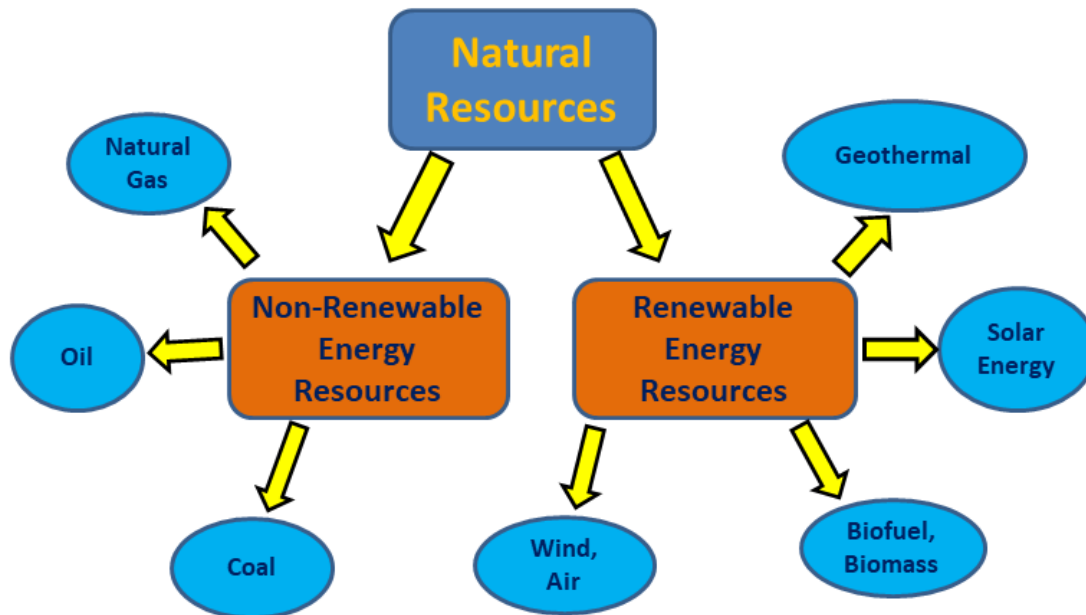 Natural
Resources
Natural
Gas
Geothermal
Non-Renewable
Energy
Resources
Renewable
Energy
Resources
Oil
Solar
Energy
Coal
Wind,
Air
Biofuel,
Biomass